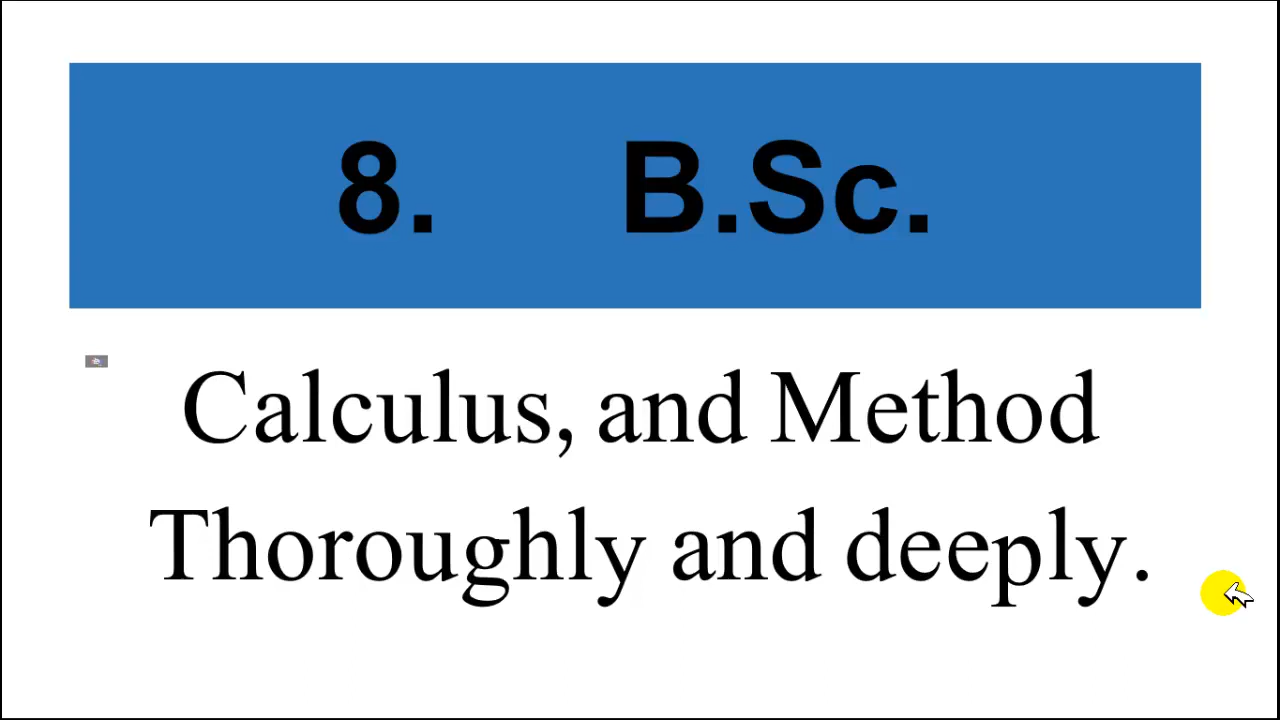 8. B.Sc.
Calculus, and Method
Thoroughly and deeply.